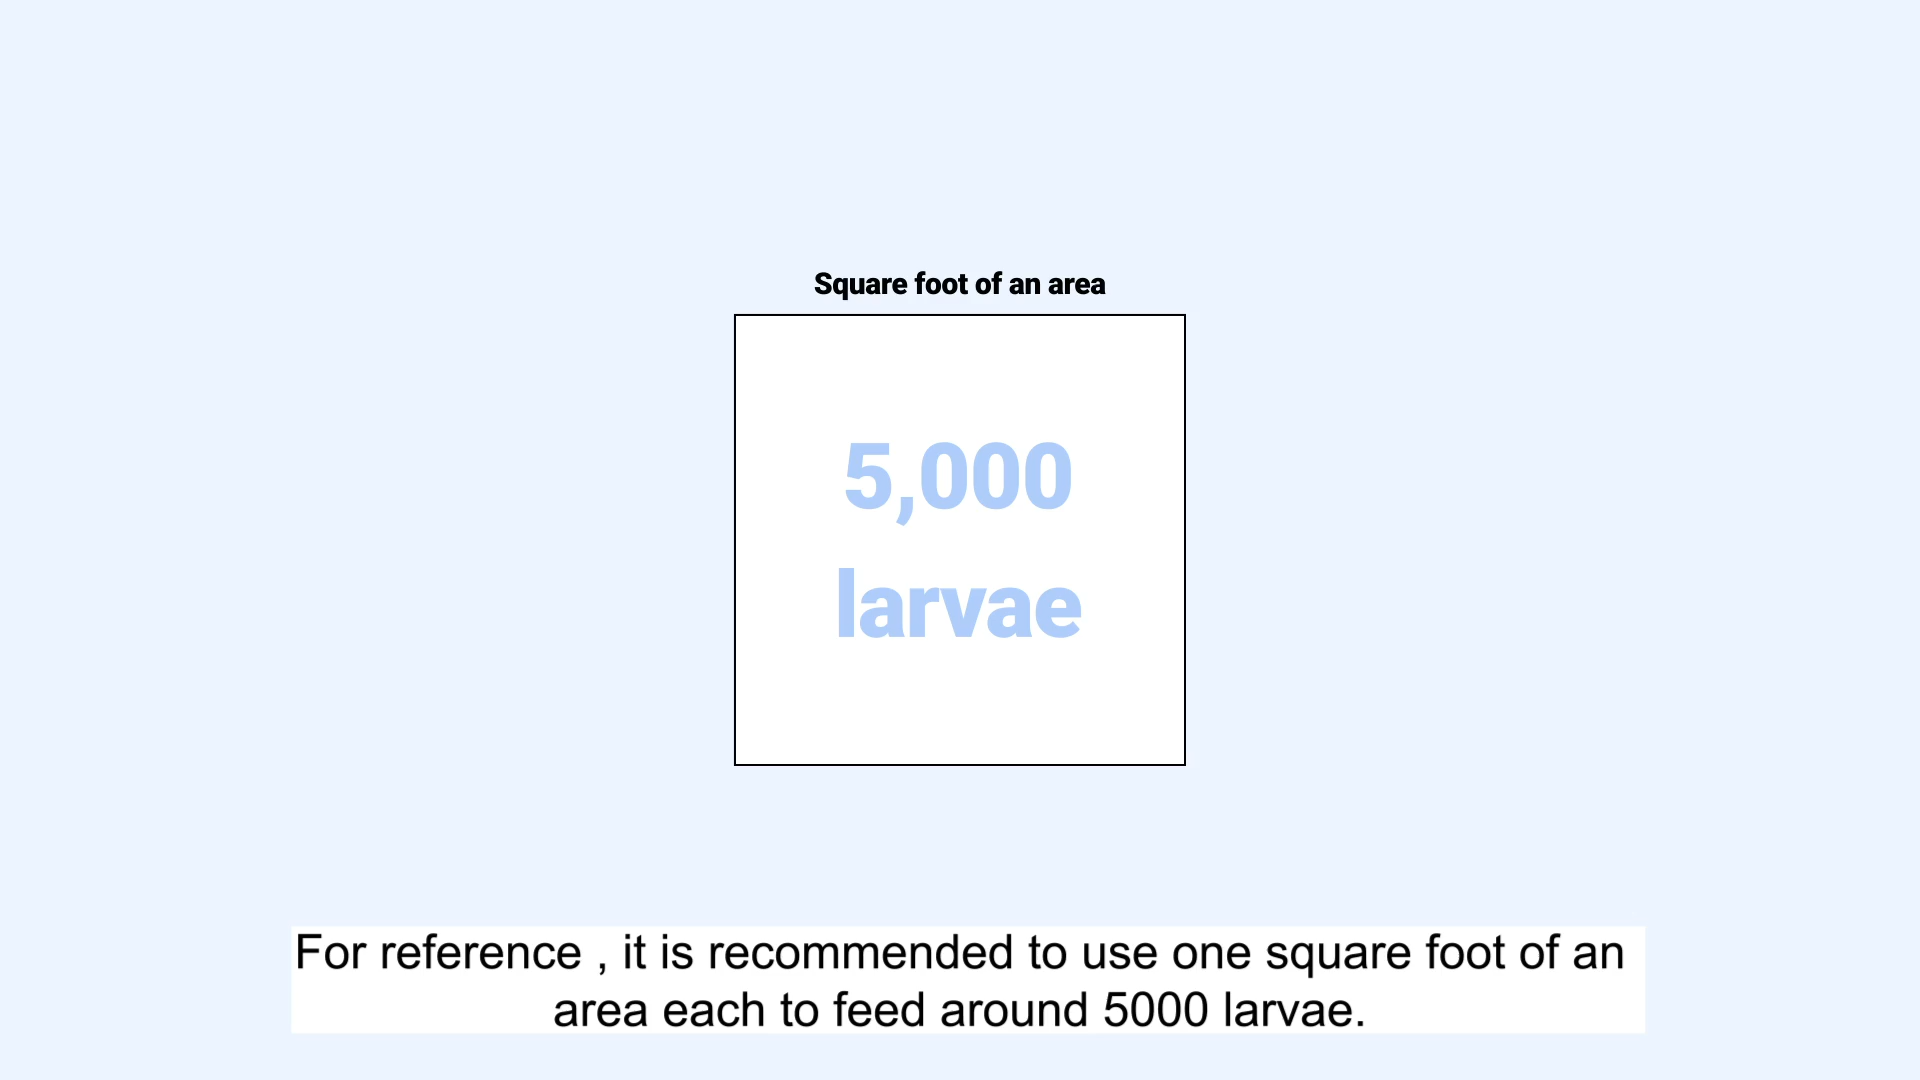 Square foot of an area
5,000
larvae
For reference , it is recommended to use one square foot of an
area each to feed around 5000 larvae.